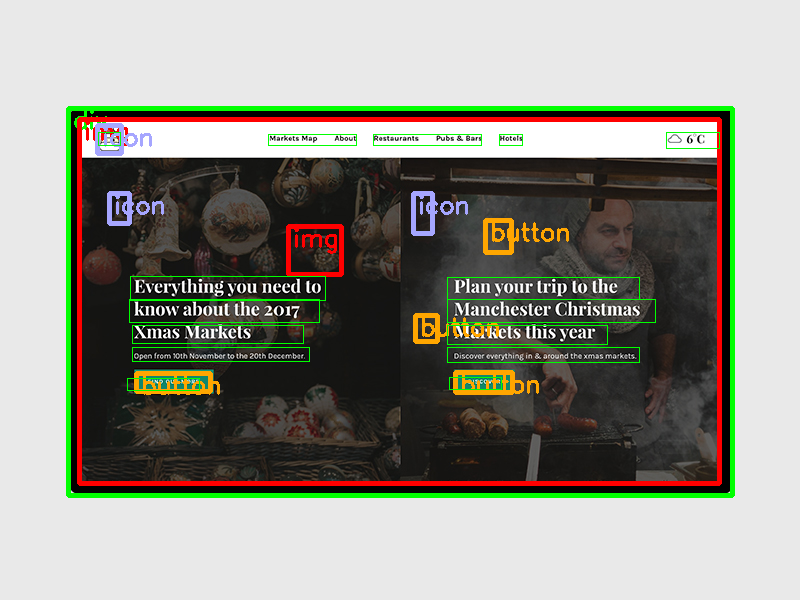 div
img
icon
Markets Map About Restaurants Pubs & Bars Hotels 6°C
icon
icon
button
img
Everything you need to
know about the 2017
Xmas Markets
Open from 10th November to the 20th December.
button
Plan your trip to the
Manchester Christmas
Markets this year
button
Discover everything in & around the xmas markets.
button